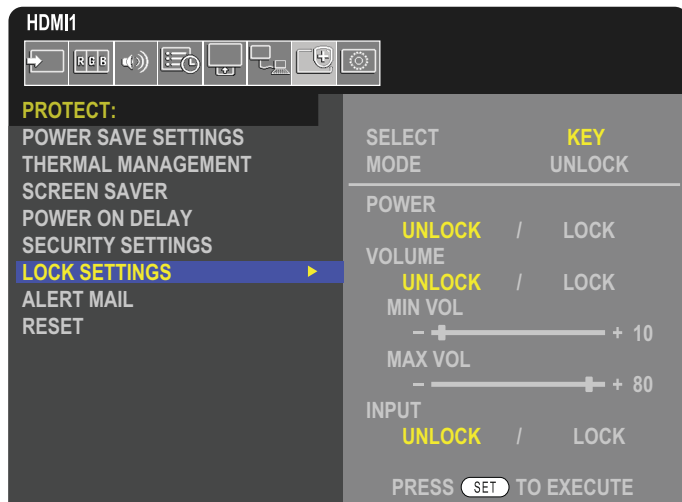 HDMI1
R G B
PROTECT:
POWER SAVE SETTINGS
THERMAL MANAGEMENT
SCREEN SAVER
POWER ON DELAY
SECURITY SETTINGS
LOCK SETTINGS
ALERT MAIL
RESET
SELECT KEY
MODE UNLOCK
POWER
UNLOCK / LOCK
VOLUME
UNLOCK / LOCK
MIN VOL
− + 10
MAX VOL
− + 80
INPUT
UNLOCK / LOCK
PRESS SET TO EXECUTE